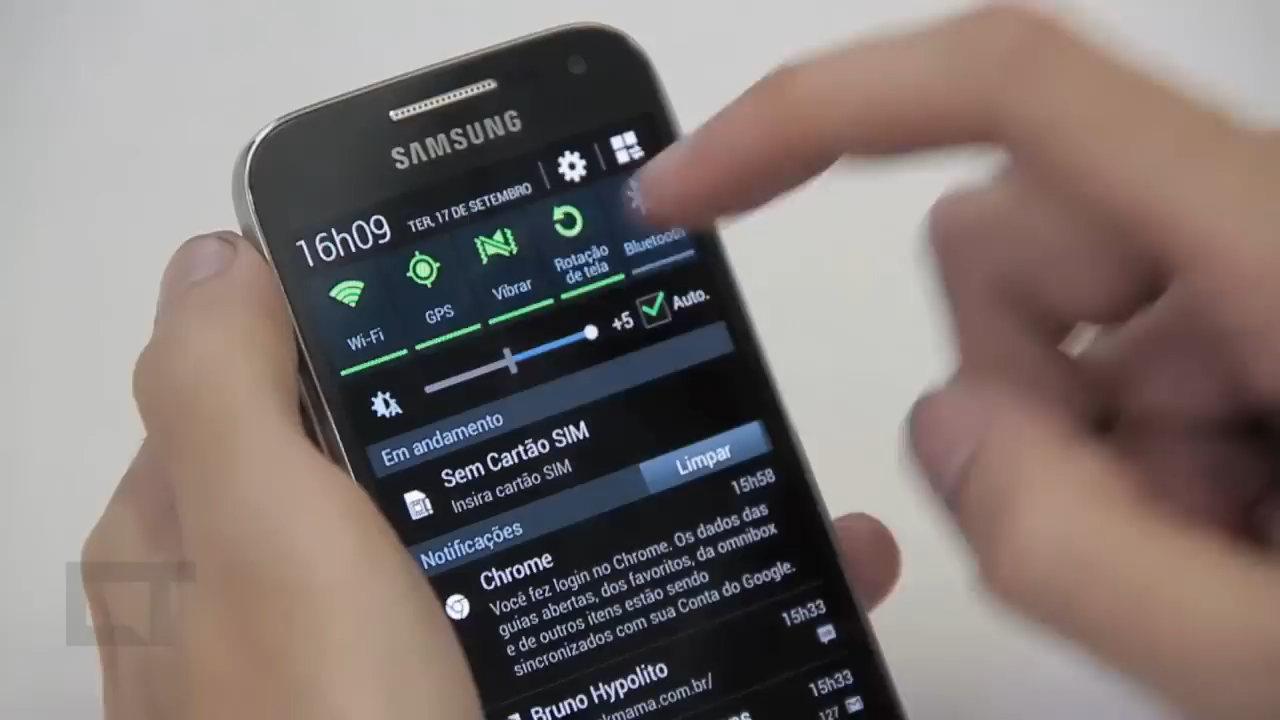 SAMSUNG
16h09 TER, 17 DE SETEMBRO
Wi-Fi
GPS
Vibrar
Rotação
de tela
Bluetooth
+5 Auto.
Em andamento
Sem Cartão SIM
Insira cartão SIM
Limpar
Notificações
15h58
Chrome
Você fez login no Chrome. Os dados das
guias abertas, dos favoritos, da omnibox
e de outros itens estão sendo
sincronizados com sua Conta do Google.
15h33
Bruno Hypolito
15h33
127